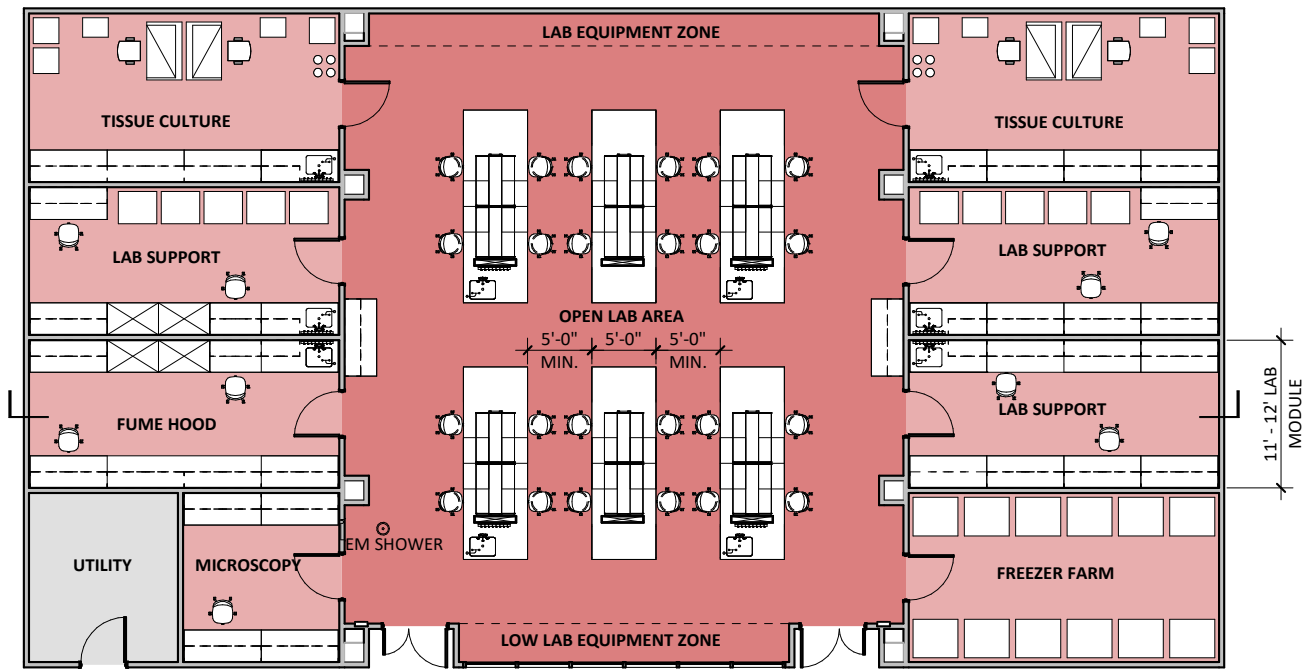 LAB EQUIPMENT ZONE
TISSUE CULTURE
TISSUE CULTURE
LAB SUPPORT
LAB SUPPORT
OPEN LAB AREA
5'-0" 5'-0" 5'-0"
MIN. MIN.
FUME HOOD
LAB SUPPORT
11' - 12' LAB
MODULE
EM SHOWER
UTILITY
MICROSCOPY
FREEZER FARM
LOW LAB EQUIPMENT ZONE